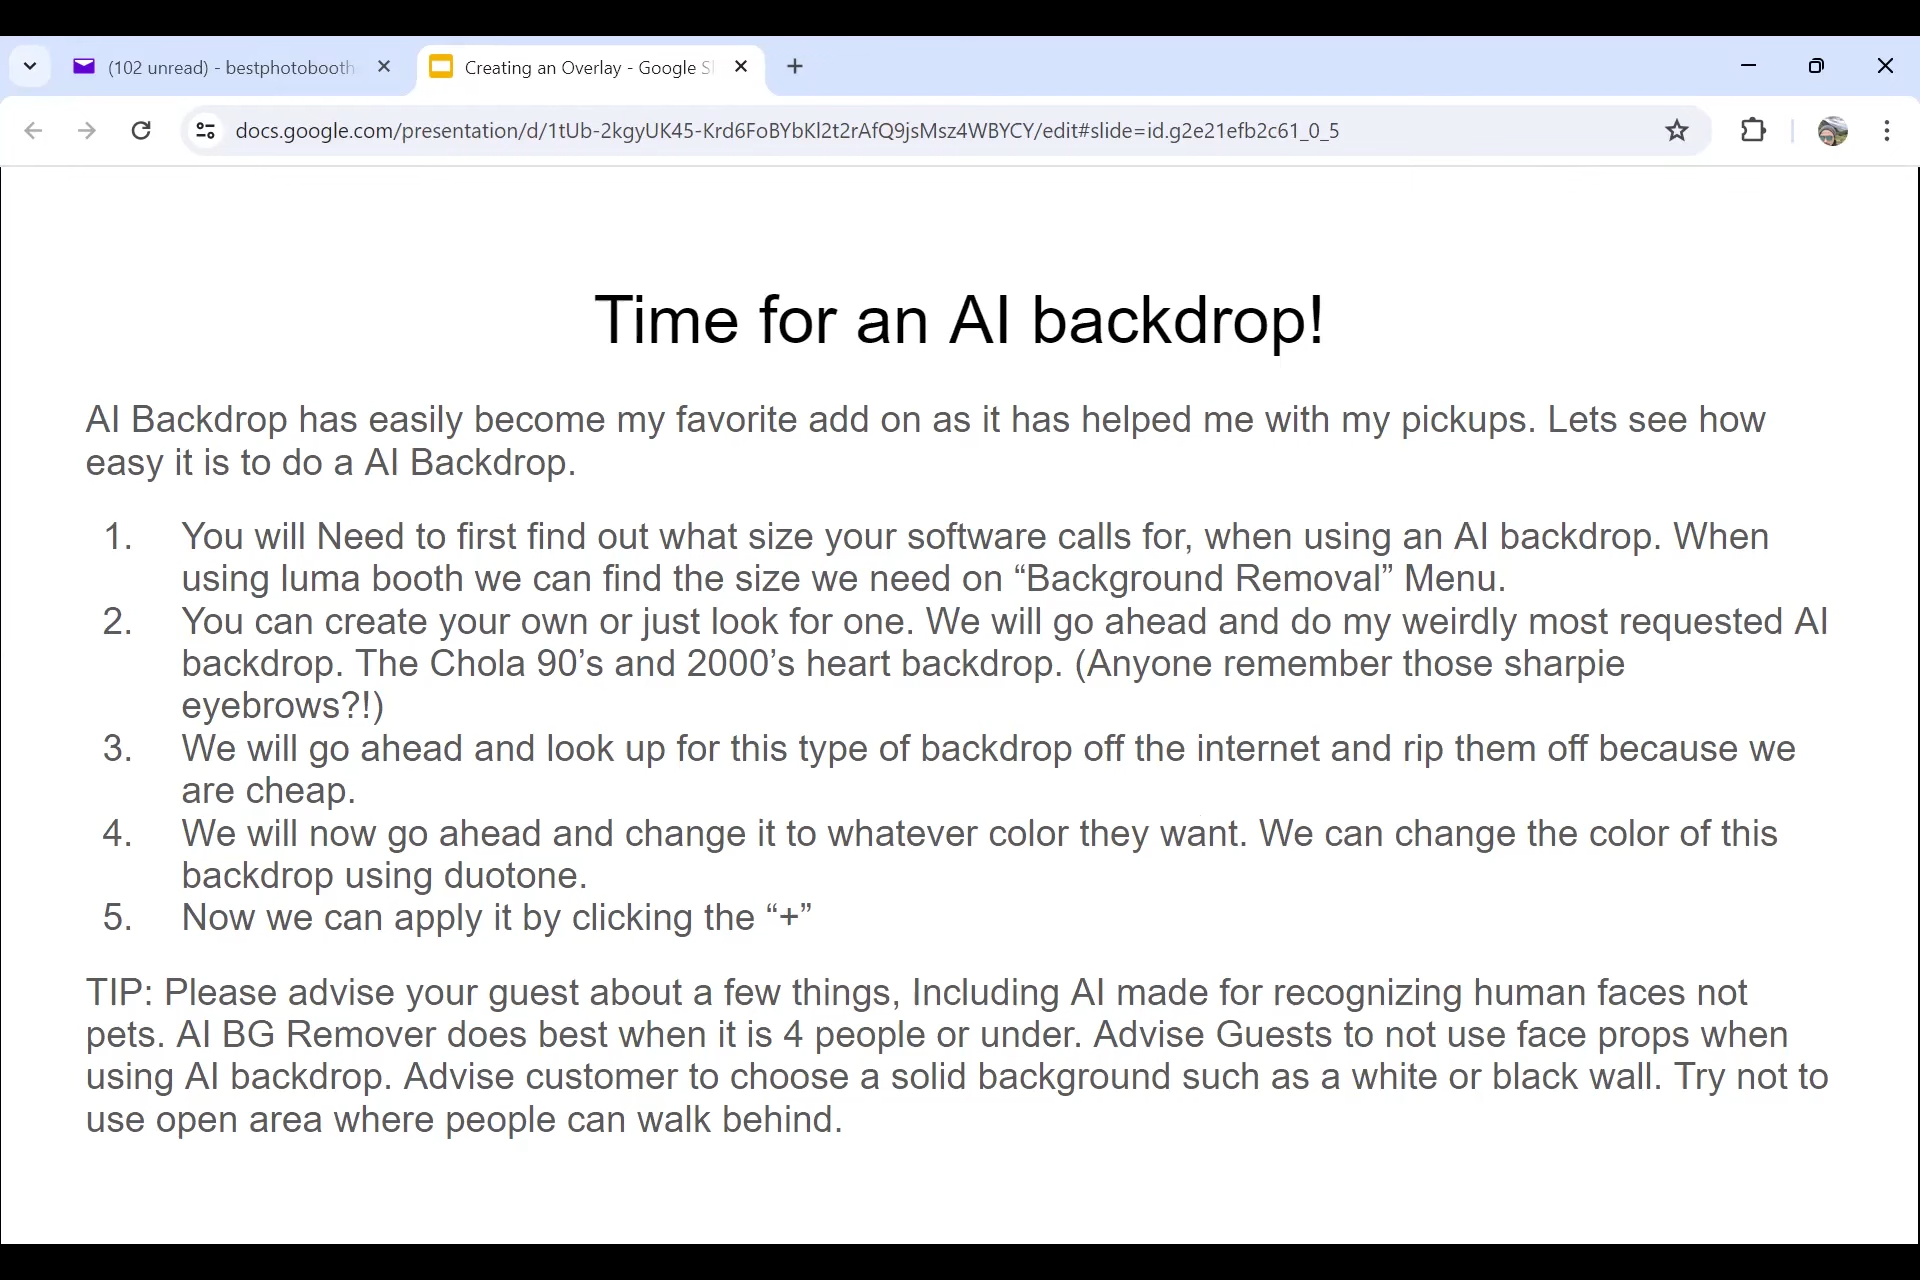 (102 unread) - bestphotobooth
Creating an Overlay - Google Sl
docs.google.com/presentation/d/1tUb-2kgyUK45-Krd6FoBYbKl2t2rAfQ9jsMsz4WBYCY/edit#slide=id.g2e21efb2c61_0_5
Time for an AI backdrop!
AI Backdrop has easily become my favorite add on as it has helped me with my pickups. Lets see how
easy it is to do a AI Backdrop.
1. You will Need to first find out what size your software calls for, when using an AI backdrop. When
using luma booth we can find the size we need on “Background Removal” Menu.
2. You can create your own or just look for one. We will go ahead and do my weirdly most requested AI
backdrop. The Chola 90’s and 2000’s heart backdrop. (Anyone remember those sharpie
eyebrows?!)
3. We will go ahead and look up for this type of backdrop off the internet and rip them off because we
are cheap.
4. We will now go ahead and change it to whatever color they want. We can change the color of this
backdrop using duotone.
5. Now we can apply it by clicking the “+”
TIP: Please advise your guest about a few things, Including AI made for recognizing human faces not
pets. AI BG Remover does best when it is 4 people or under. Advise Guests to not use face props when
using AI backdrop. Advise customer to choose a solid background such as a white or black wall. Try not to
use open area where people can walk behind.